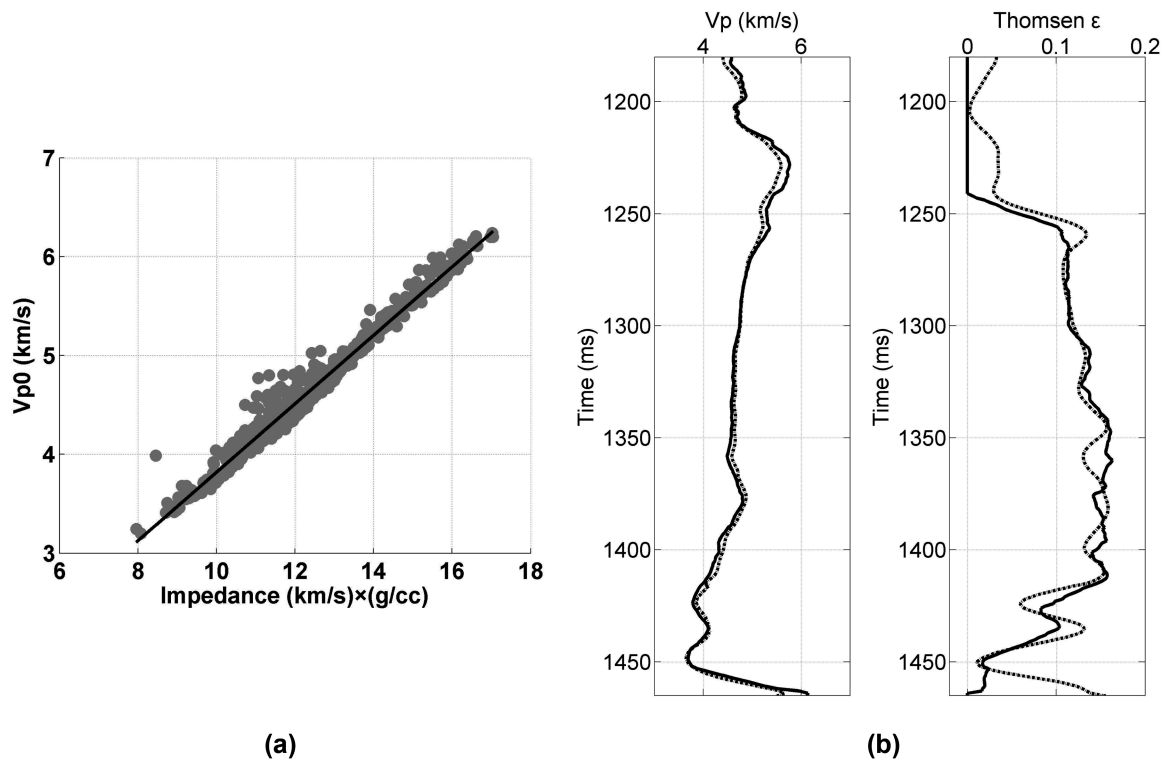 7
6
5
4
3
Vp0 (km/s)
6 8 10 12 14 16 18
Impedance (km/s)×(g/cc)
(a)
Vp (km/s)
4 6
1200
1250
1300
1350
1400
1450
Time (ms)
Thomsen ε
0 0.1 0.2
1200
1250
1300
1350
1400
1450
Time (ms)
(b)